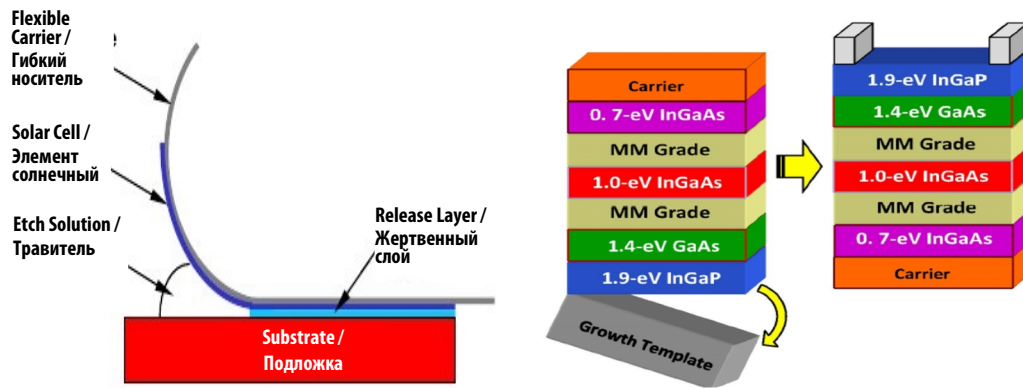 Flexible
Carrier /
Гибкий
носитель
Solar Cell /
Элемент
солнечный
Etch Solution /
Травитель
Release Layer /
Жертвенный
слой
Substrate /
Подложка
Carrier
0. 7-eV InGaAs
MM Grade
1.0-eV InGaAs
MM Grade
1.4-eV GaAs
1.9-eV InGaP
Growth Template
1.9-eV InGaP
1.4-eV GaAs
MM Grade
1.0-eV InGaAs
MM Grade
0. 7-eV InGaAs
Carrier